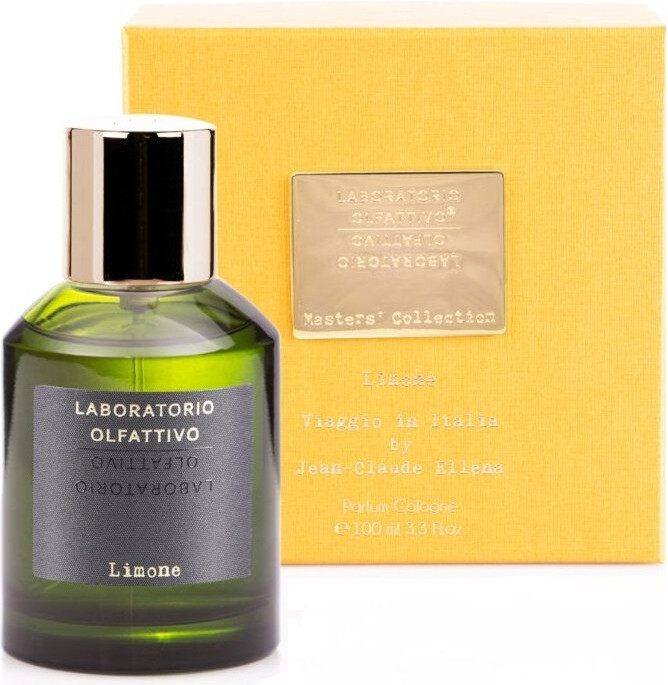 LABORATORIO
OLFATTIVO®
OLFATTIVO
LABORATORIO
Masters' Collection
Limone
Viaggio in Italia
by
Jean-Claude Ellena
Parfum Cologne
℮ 100 ml 3.3 fl.oz
LABORATORIO
OLFATTIVO
OLFATTIVO
LABORATORIO
Limone